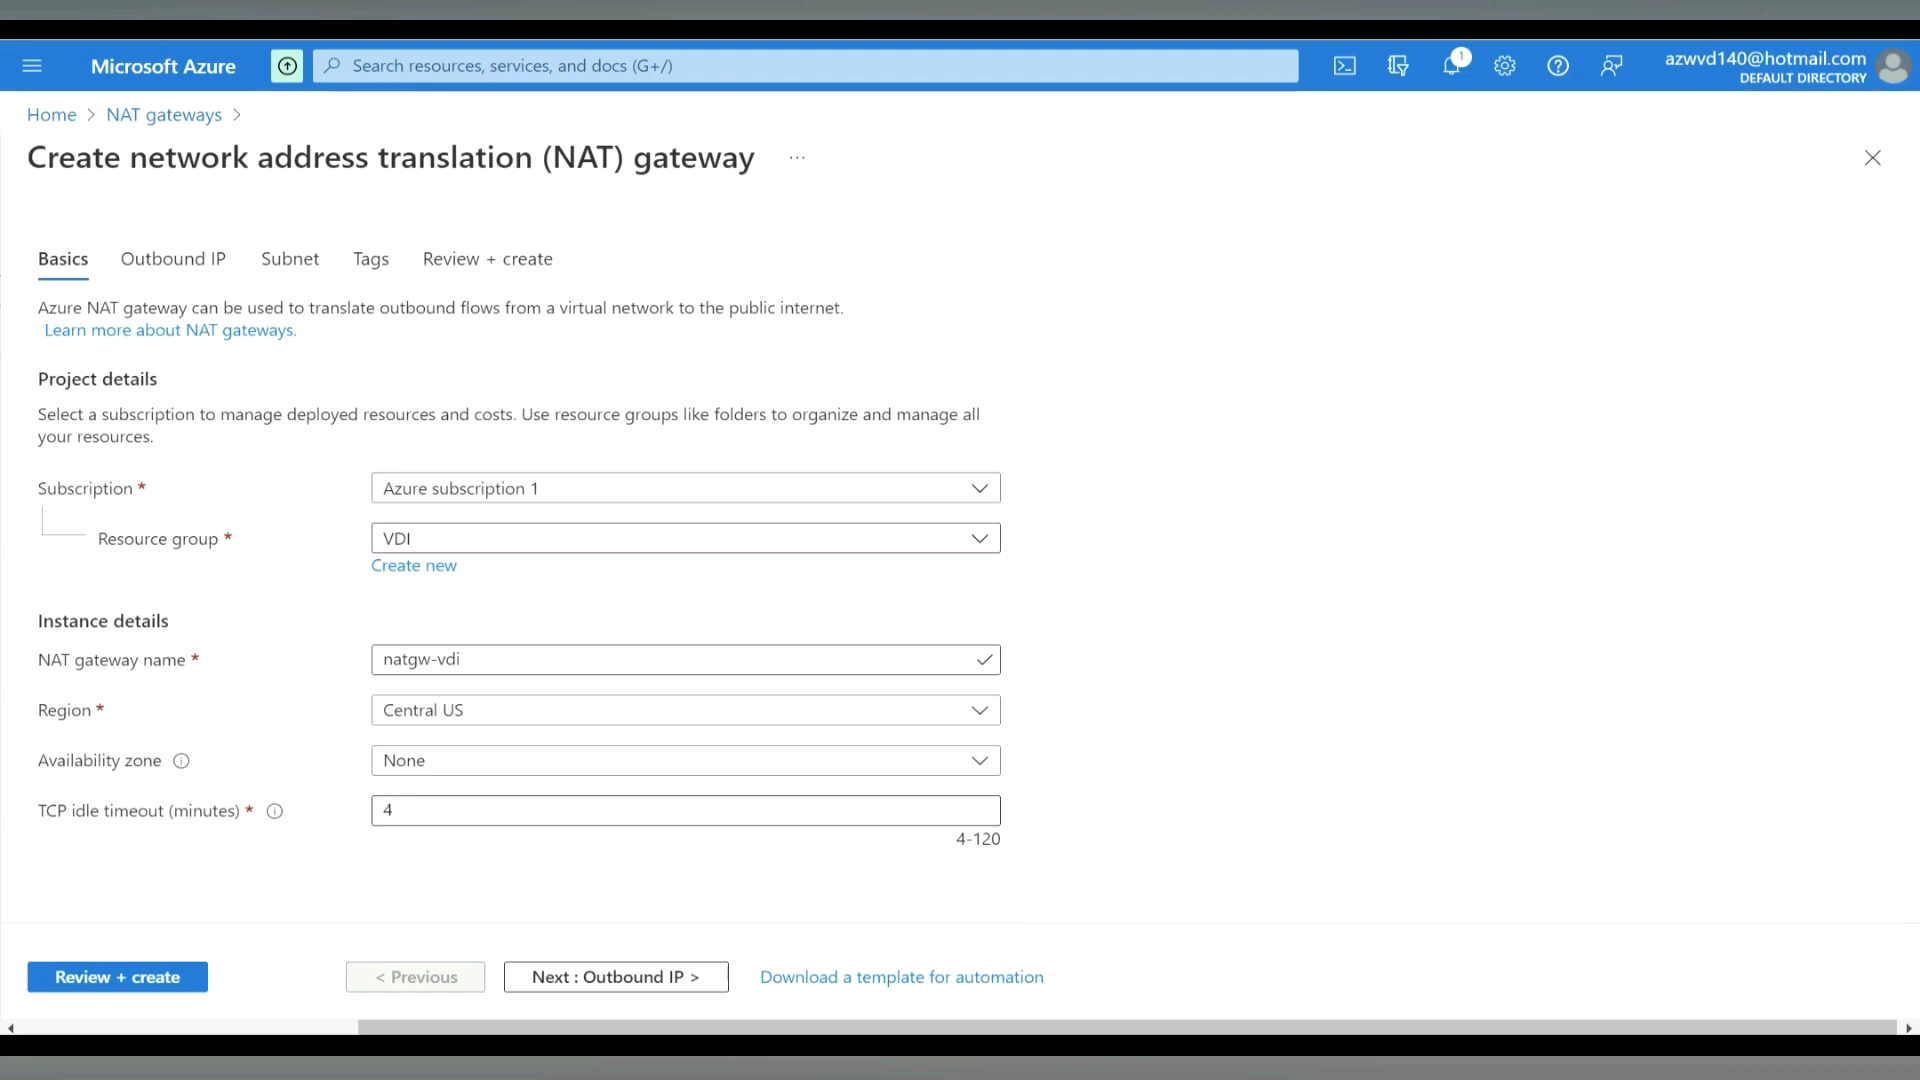 Microsoft Azure
Search resources, services, and docs (G+/)
1
azwvd140@hotmail.com
DEFAULT DIRECTORY
Home > NAT gateways >
Create network address translation (NAT) gateway ...
Basics Outbound IP Subnet Tags Review + create
Azure NAT gateway can be used to translate outbound flows from a virtual network to the public internet.
Learn more about NAT gateways.
Project details
Select a subscription to manage deployed resources and costs. Use resource groups like folders to organize and manage all
your resources.
Subscription * Azure subscription 1
Resource group * VDI
Create new
Instance details
NAT gateway name * natgw-vdi
Region * Central US
Availability zone None
TCP idle timeout (minutes) * 4
4-120
Review + create < Previous Next : Outbound IP > Download a template for automation